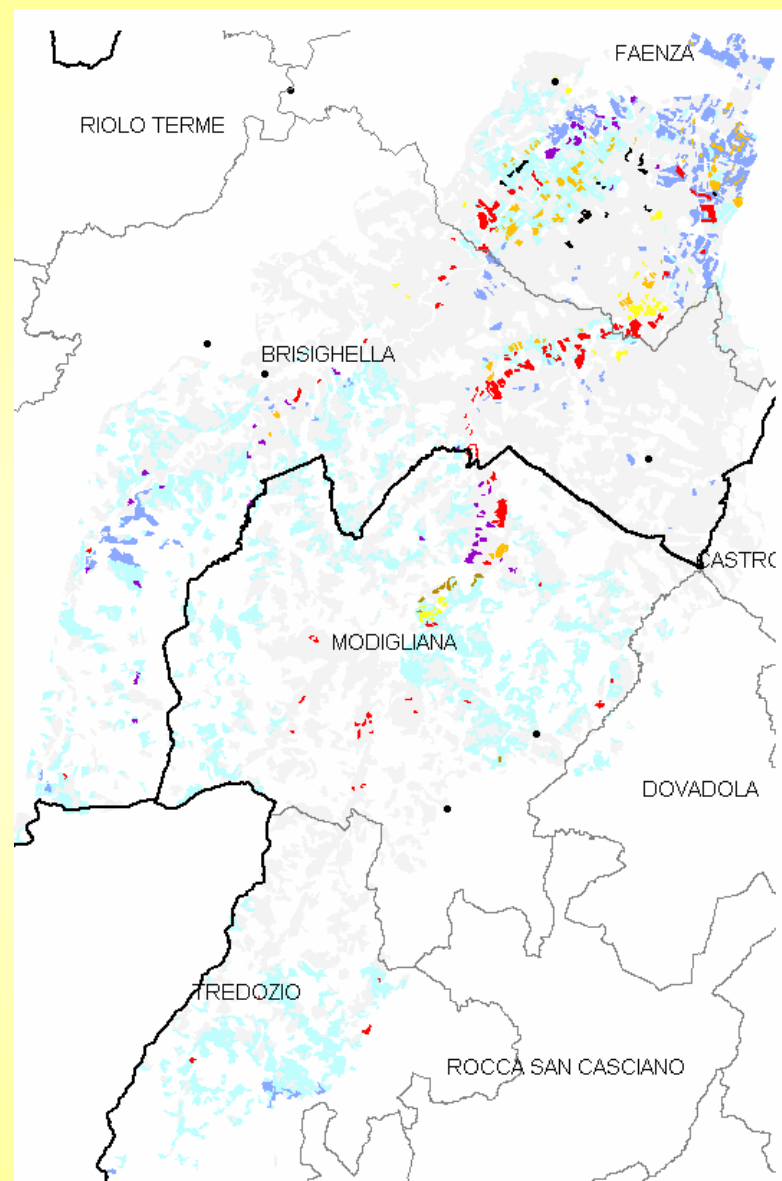 FAENZA
RIOLO TERME
BRISIGHELLA
CASTRO
MODIGLIANA
DOVADOLA
TREDOZIO
ROCCA SAN CASCIANO